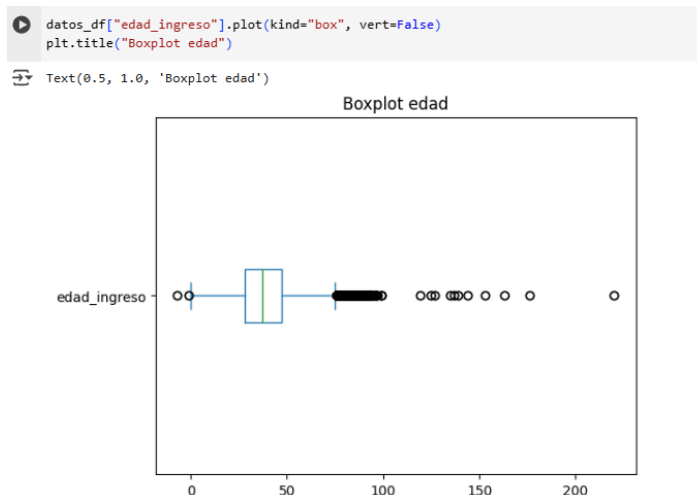 datos_df["edad_ingreso"].plot(kind="box", vert=False)
plt.title("Boxplot edad")
Text(0.5, 1.0, 'Boxplot edad')
Boxplot edad
edad_ingreso
0 50 100 150 200